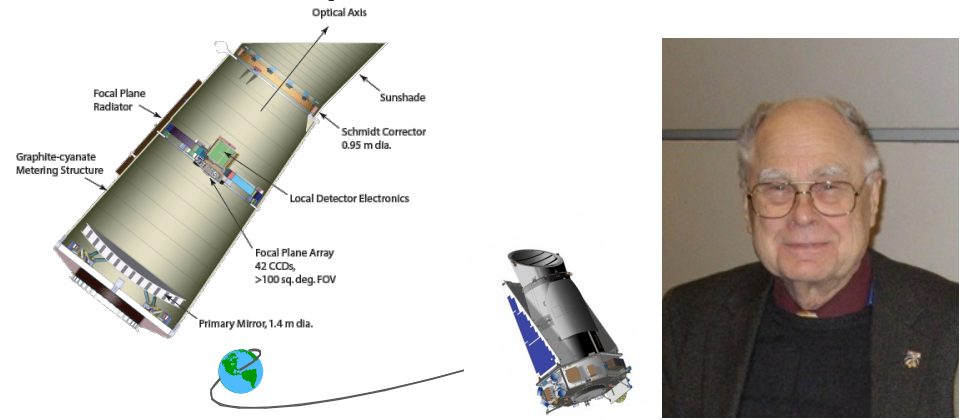 Optical Axis
Focal Plane
Radiator
Sunshade
Schmidt Corrector
0.95 m dia.
Graphite-cyanate
Metering Structure
Local Detector Electronics
Focal Plane Array
42 CCDs,
>100 sq. deg. FOV
Primary Mirror, 1.4 m dia.